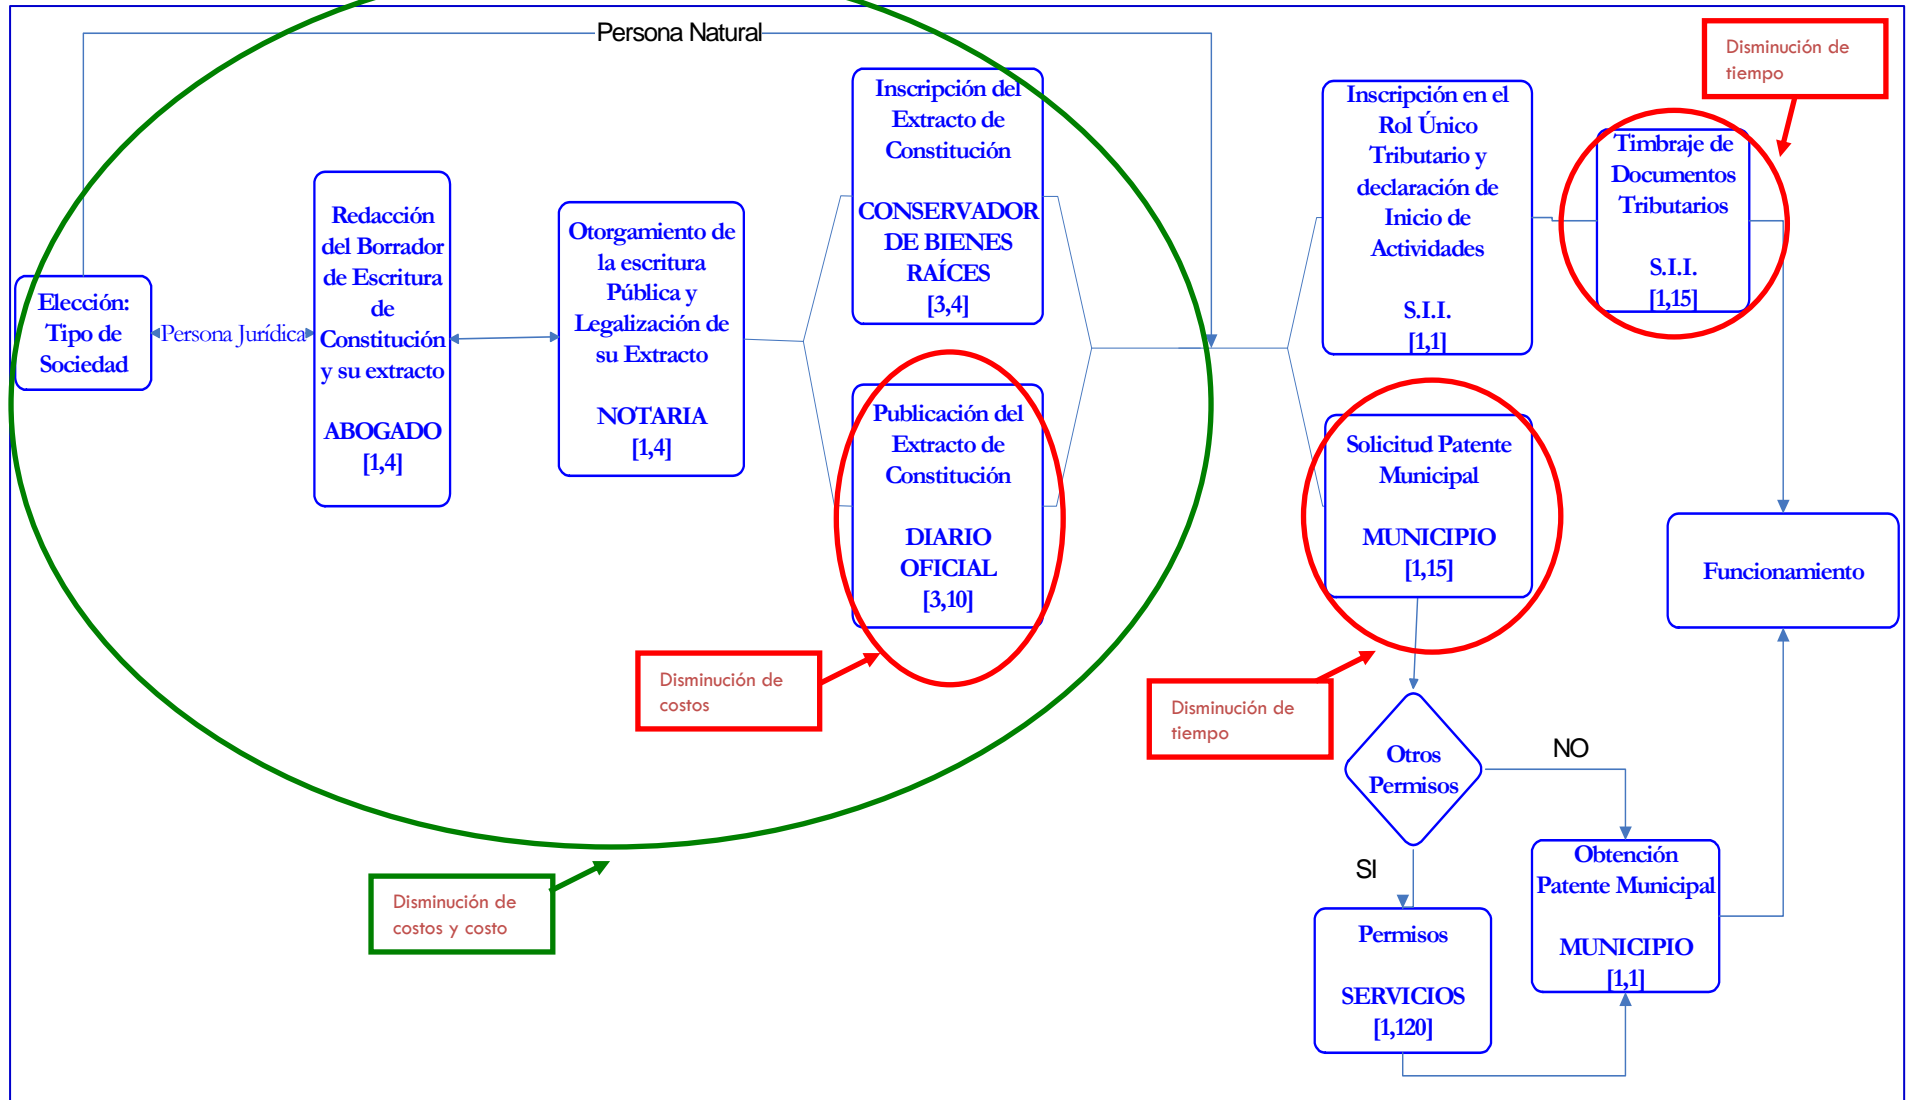 Persona Natural
Disminución de
tiempo
Elección:
Tipo de
Sociedad
Persona Jurídica
Redacción
del Borrador
de Escritura
de
Constitución
y su extracto
ABOGADO
[1,4]
Otorgamiento de
la escritura
Pública y
Legalización de
su Extracto
NOTARIA
[1,4]
Inscripción del
Extracto de
Constitución
CONSERVADOR
DE BIENES
RAÍCES
[3,4]
Publicación del
Extracto de
Constitución
DIARIO
OFICIAL
[3,10]
Disminución de
costos
Disminución de
costos y costo
Inscripción en el
Rol Único
Tributario y
declaración de
Inicio de
Actividades
S.I.I.
[1,1]
Timbraje de
Documentos
Tributarios
S.I.I.
[1,15]
Solicitud Patente
Municipal
MUNICIPIO
[1,15]
Disminución de
tiempo
Otros
Permisos
NO
SI
Permisos
SERVICIOS
[1,120]
Obtención
Patente Municipal
MUNICIPIO
[1,1]
Funcionamiento